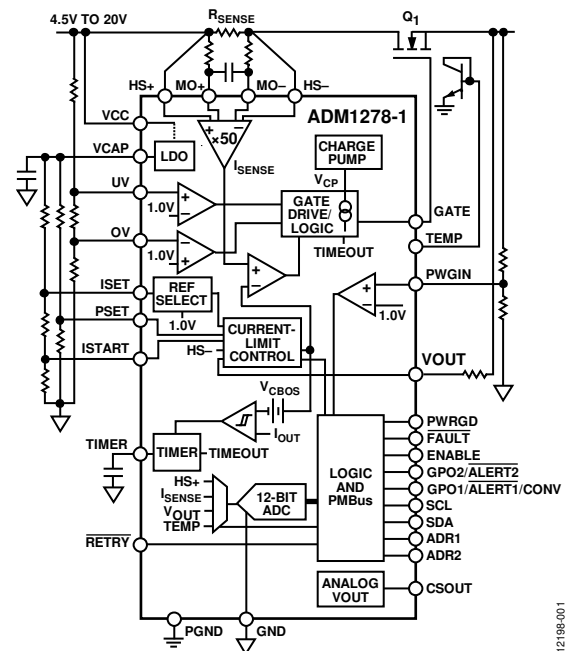 4.5V TO 20V
RSENSE
Q1
HS+
MO+
MO–
HS–
ADM1278-1
VCC
VCAP
LDO
+ –
×50
ISENSE
CHARGE
PUMP
VCP
UV
1.0V
+
–
GATE
DRIVE/
LOGIC
GATE
TEMP
OV
1.0V
–
+
TIMEOUT
+
–
PWGIN
+
–
1.0V
ISET
REF
SELECT
PSET
1.0V
CURRENT-
LIMIT
CONTROL
ISTART
HS–
VOUT
VCBOS
IOUT
TIMER
TIMER
TIMEOUT
LOGIC
AND
PMBus
PWRGD
FAULT
ENABLE
GPO2/ALERT2
GPO1/ALERT1/CONV
SCL
SDA
ADR1
ADR2
HS+
ISENSE
VOUT
TEMP
12-BIT
ADC
RETRY
ANALOG
VOUT
CSOUT
PGND
GND
12198-001